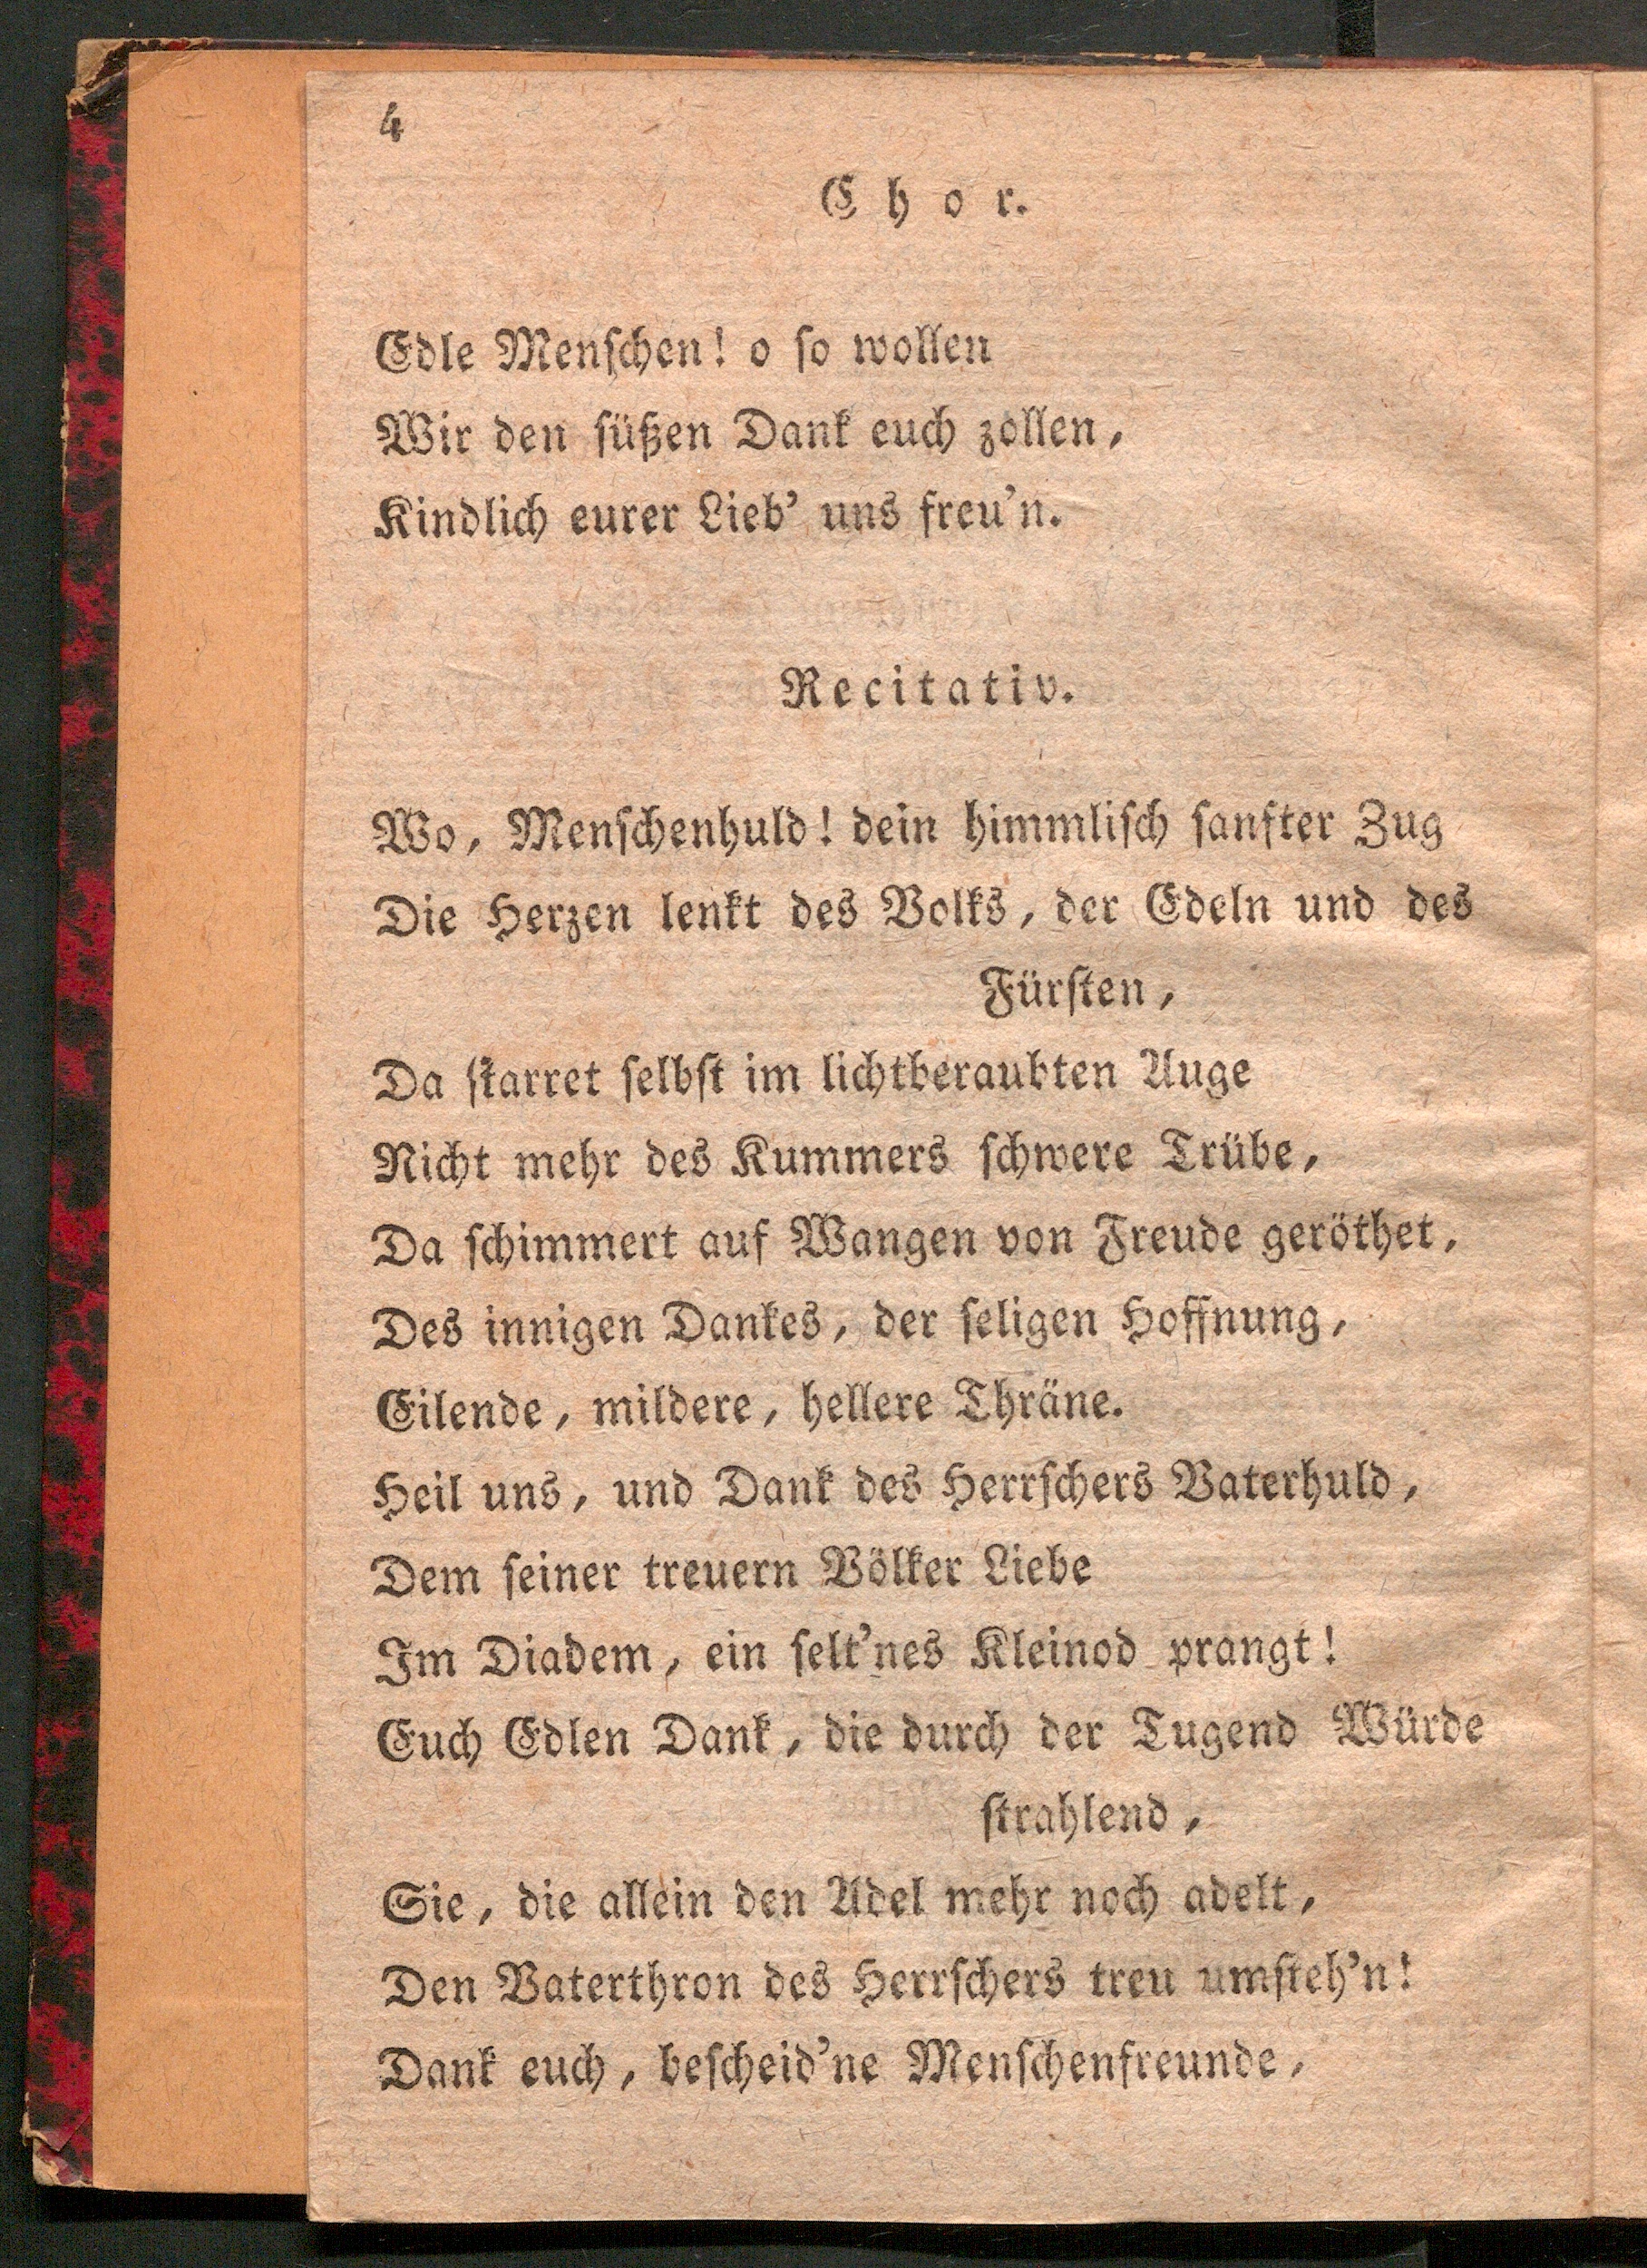 4
Chor.
Edle Menſchen! o ſo wollen
Wir den ſüßen Dank euch zollen,
Kindlich eurer Lieb’ uns freu’n.
Recitativ.
Wo, Menſchenhuld! dein himmliſch ſanfter Zug
Die Herzen lenkt des Volks, der Edeln und des
Fürſten,
Da ſtarret ſelbſt im lichtberaubten Auge
Nicht mehr des Kummers ſchwere Trübe,
Da ſchimmert auf Wangen von Freude geröthet,
Des innigen Dankes, der ſeligen Hoffnung,
Eilende, mildere, hellere Thräne.
Heil uns, und Dank des Herrſchers Vaterhuld,
Dem ſeiner treuern Völker Liebe
Im Diadem, ein ſelt’nes Kleinod prangt!
Euch Edlen Dank, die durch der Tugend Würde
ſtrahlend,
Sie, die allein den Adel mehr noch adelt,
Den Vaterthron des Herrſchers treu umſteh’n!
Dank euch, beſcheid’ne Menſchenfreunde,